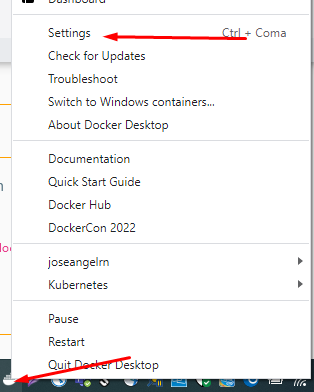 Dashboard
Settings Ctrl + Coma
Check for Updates
Troubleshoot
Switch to Windows containers...
About Docker Desktop
Documentation
Quick Start Guide
Docker Hub
DockerCon 2022
joseangelrn
Kubernetes
Pause
Restart
Quit Docker Desktop